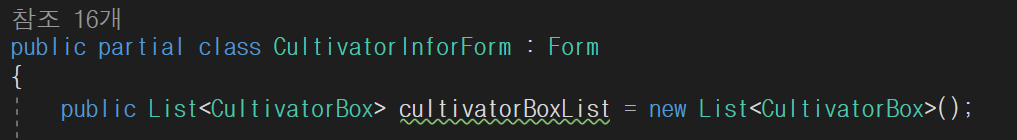 참조 16개
public partial class CultivatorInforForm : Form
{
public List<CultivatorBox> cultivatorBoxList = new List<CultivatorBox>();